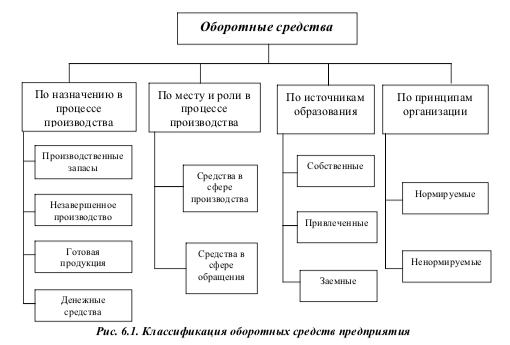 Оборотные средства
По назначению в
процессе
производства
По месту и роли в
процессе
производства
По источникам
образования
По принципам
организации
Производственные
запасы
Незавершенное
производство
Готовая
продукция
Денежные
средства
Средства в
сфере
производства
Средства в
сфере
обращения
Собственные
Привлеченные
Заемные
Нормируемые
Ненормируемые
Рис. 6.1. Классификация оборотных средств предприятия